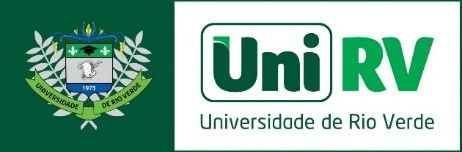 UNIVERSIDADE DE RIO VERDE
1973
Uni RV
Universidade de Rio Verde